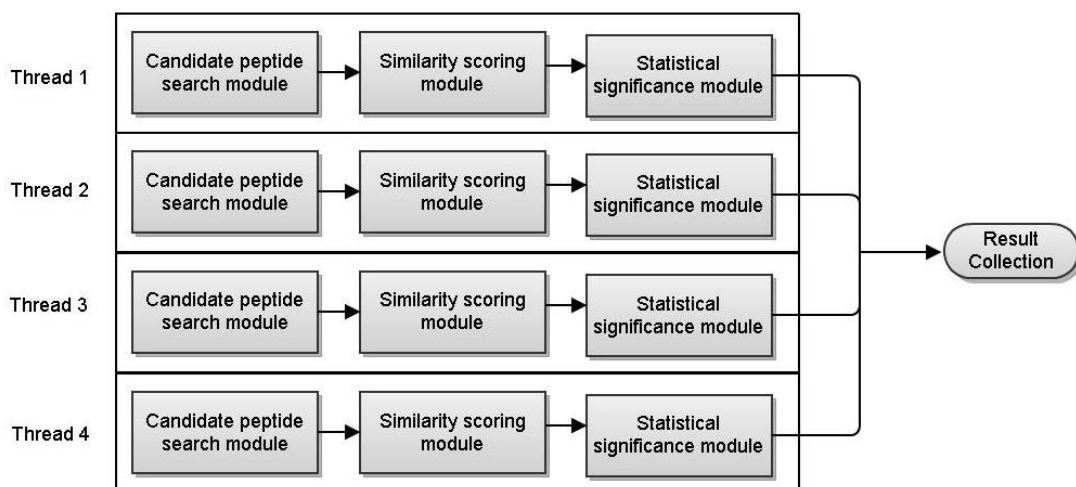 Thread 1
Candidate peptide
search module
Similarity scoring
module
Statistical
significance module
Thread 2
Candidate peptide
search module
Similarity scoring
module
Statistical
significance module
Result
Collection
Thread 3
Candidate peptide
search module
Similarity scoring
module
Statistical
significance module
Thread 4
Candidate peptide
search module
Similarity scoring
module
Statistical
significance module